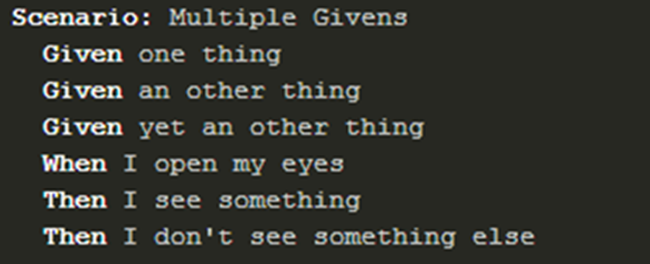 Scenario: Multiple Givens
Given one thing
Given an other thing
Given yet an other thing
When I open my eyes
Then I see something
Then I don't see something else